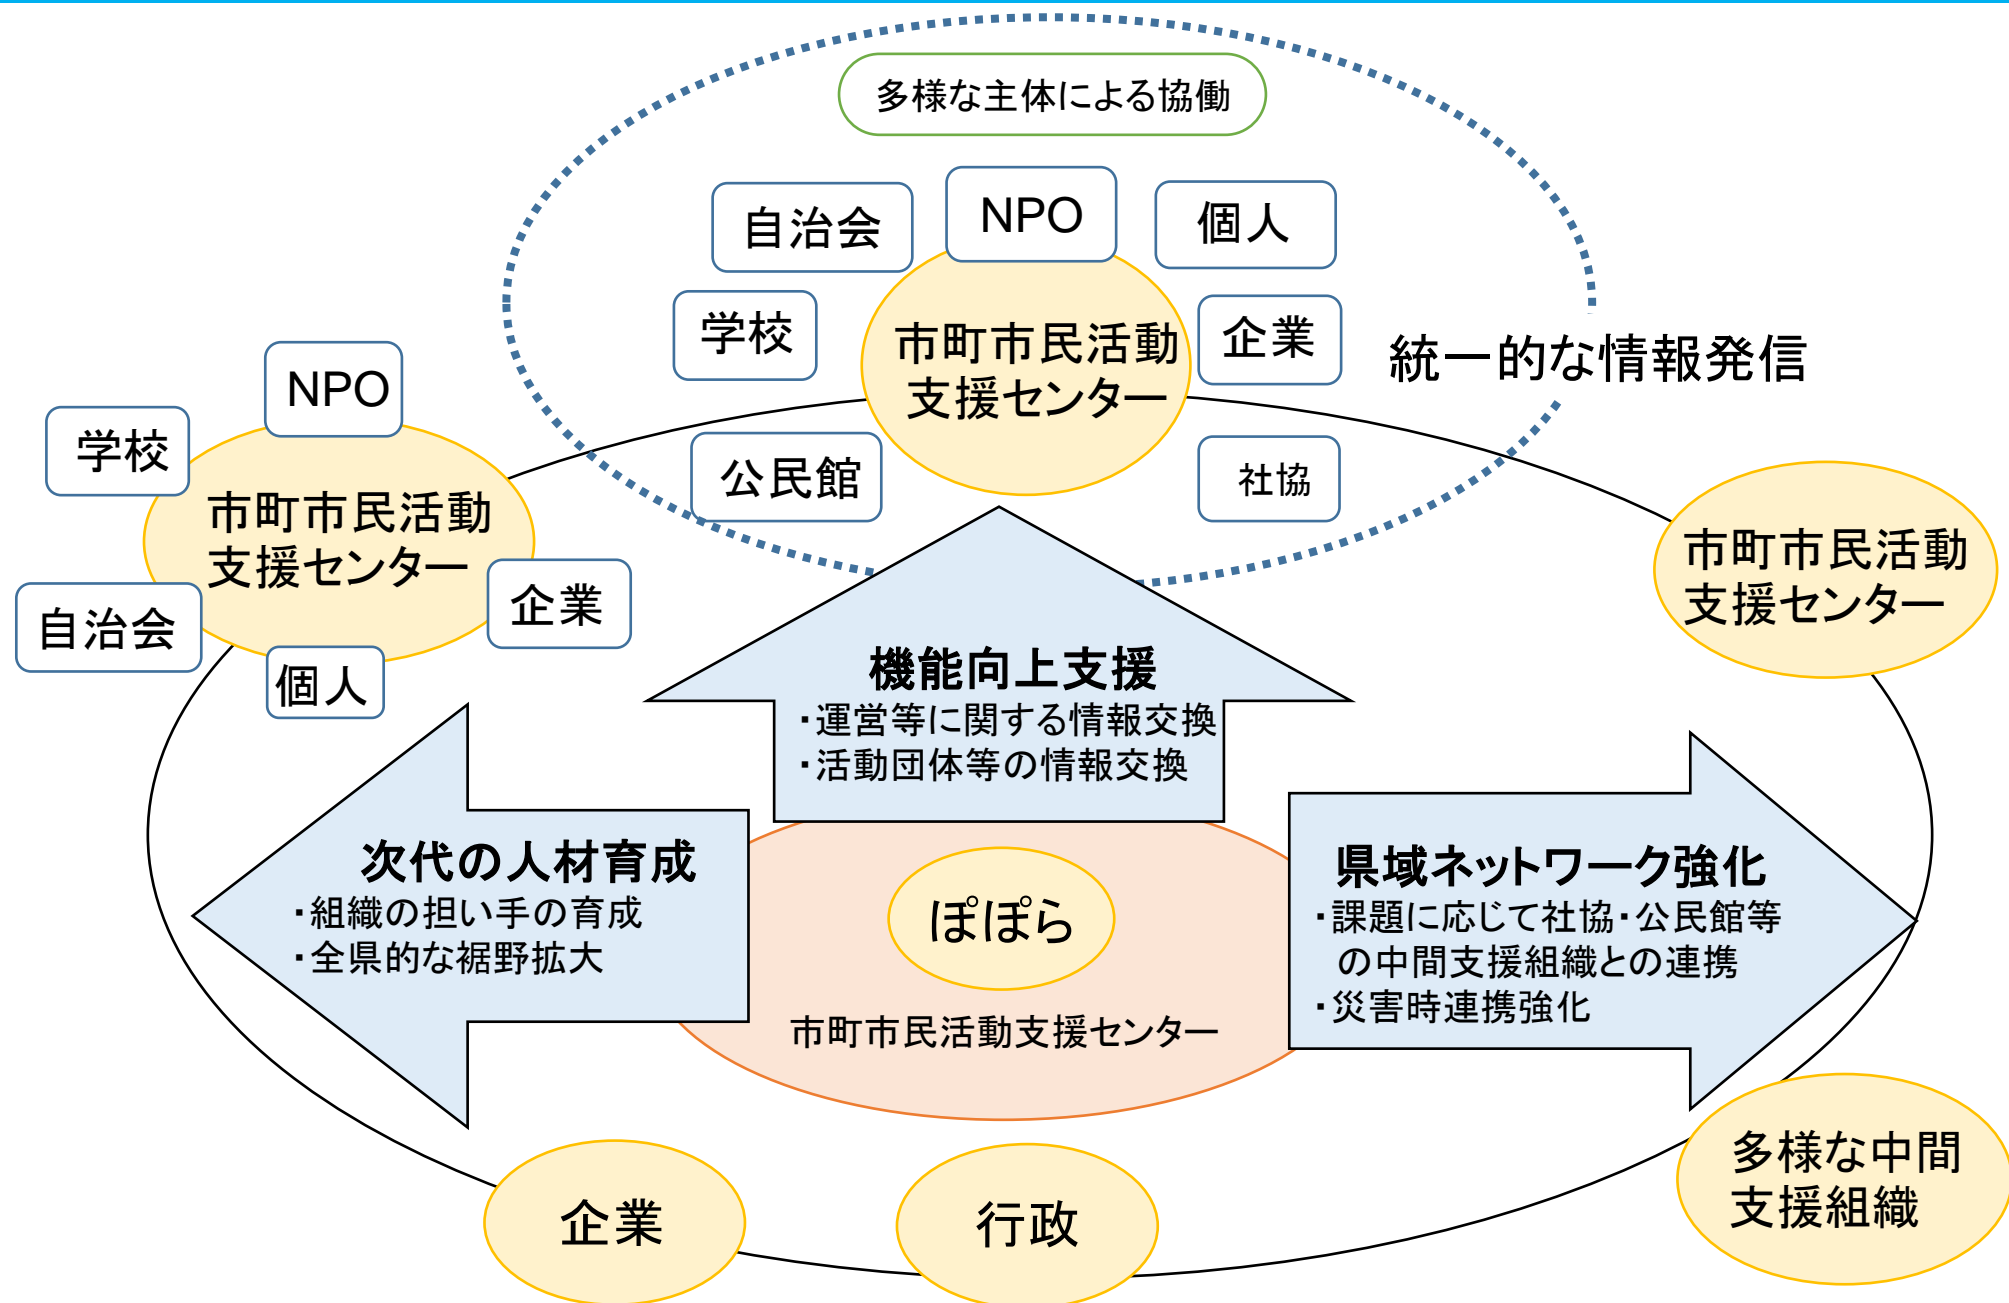 多様な主体による協働
自治会
NPO
個人
学校
市町市民活動
支援センター
企業
統一的な情報発信
公民館
社協
NPO
学校
市町市民活動
支援センター
自治会
企業
個人
市町市民活動
支援センター
機能向上支援
・運営等に関する情報交換
・活動団体等の情報交換
次代の人材育成
・組織の担い手の育成
・全県的な裾野拡大
ぽぽら
市町市民活動支援センター
県域ネットワーク強化
・課題に応じて社協・公民館等
の中間支援組織との連携
・災害時連携強化
企業
行政
多様な中間
支援組織